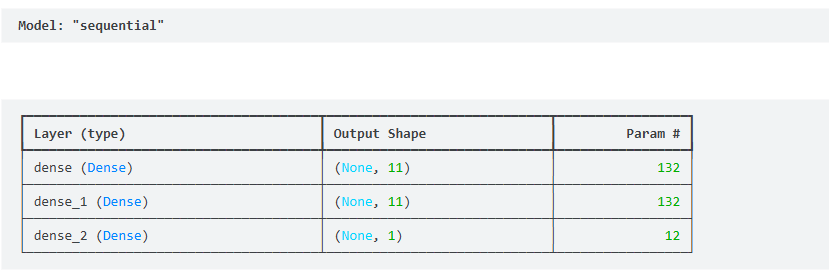 Model: "sequential"
Layer (type) Output Shape Param #
dense (Dense) (None, 11) 132
dense_1 (Dense) (None, 11) 132
dense_2 (Dense) (None, 1) 12